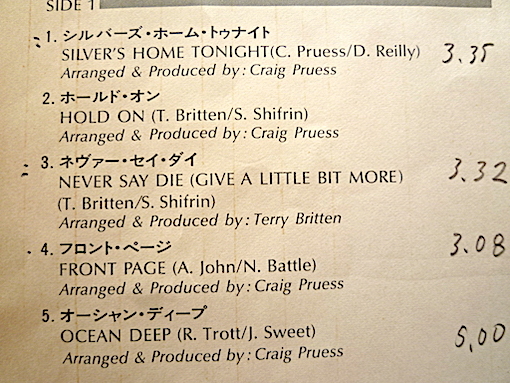 SIDE 1
1. シルバーズ・ホーム・トゥナイト
SILVER'S HOME TONIGHT(C. Pruess/D. Reilly) 3.35
Arranged & Produced by: Craig Pruess
2. ホールド・オン
HOLD ON (T. Britten/S. Shifrin)
Arranged & Produced by: Craig Pruess
3. ネヴァー・セイ・ダイ
NEVER SAY DIE (GIVE A LITTLE BIT MORE) 3.32
(T. Britten/S. Shifrin)
Arranged & Produced by: Terry Britten
4. フロント・ページ
FRONT PAGE (A. John/N. Battle) 3.08
Arranged & Produced by: Craig Pruess
5. オーシャン・ディープ
OCEAN DEEP (R. Trott/J. Sweet) 5,00
Arranged & Produced by: Craig Pruess